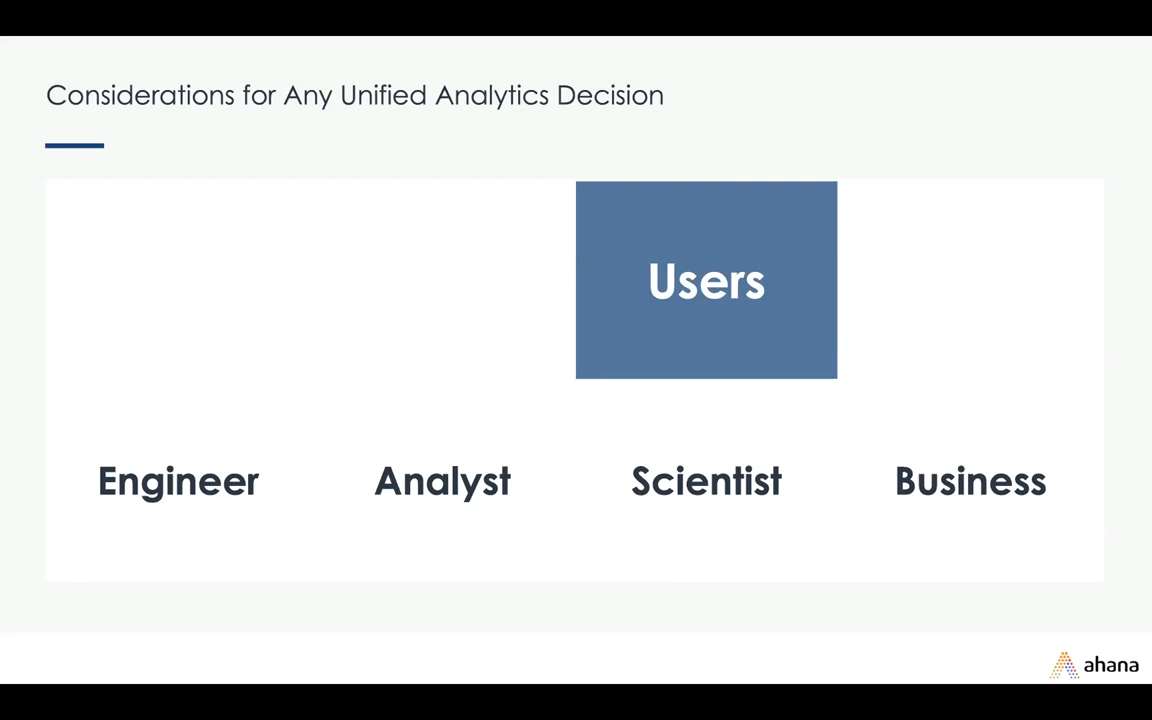 Considerations for Any Unified Analytics Decision
Users
Engineer Analyst Scientist Business
ahana